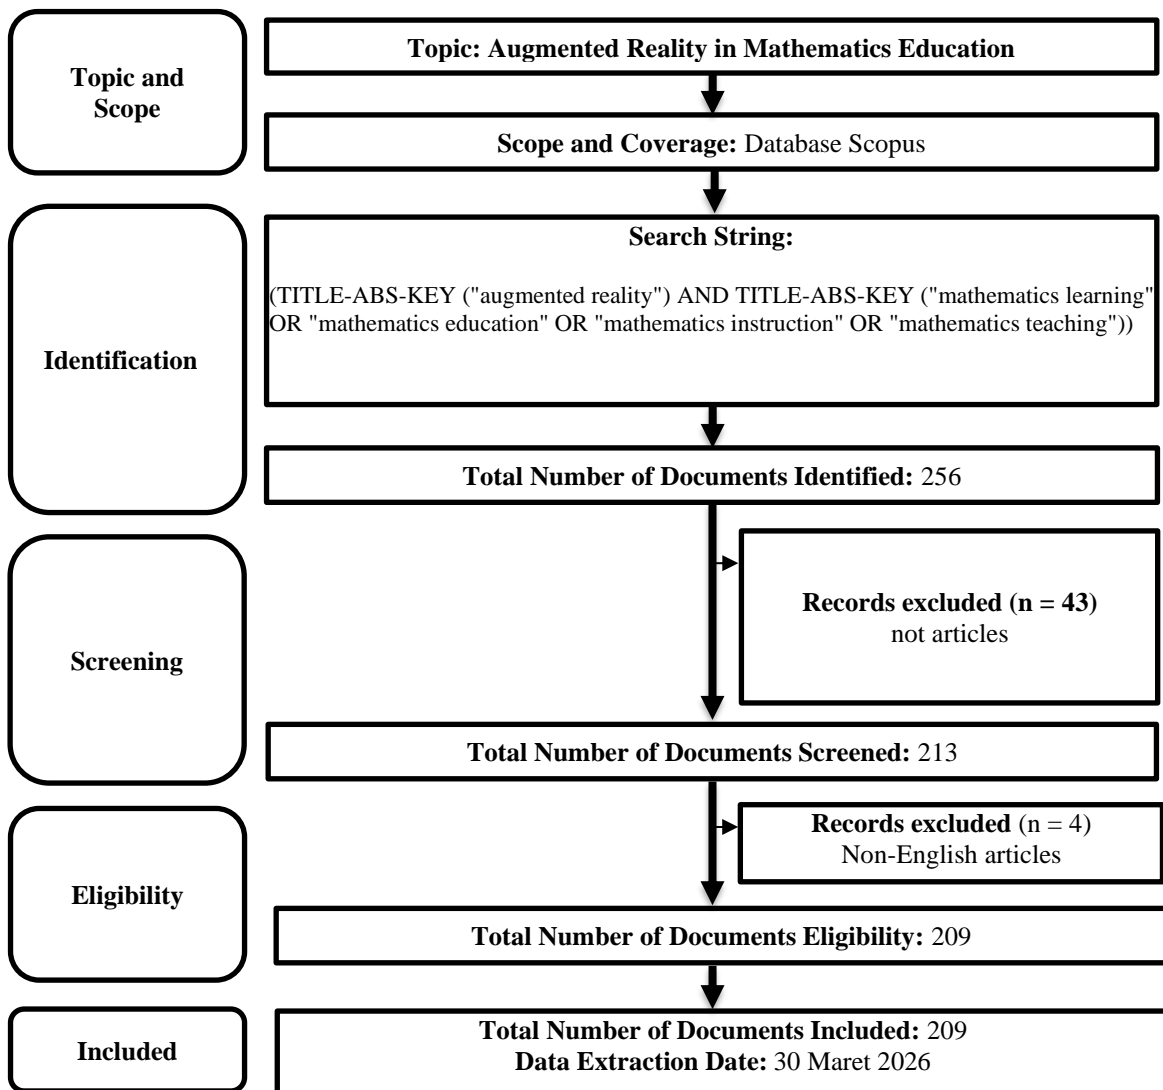 Topic and
Scope
Topic: Augmented Reality in Mathematics Education
Scope and Coverage: Database Scopus
Identification
Search String:
(TITLE-ABS-KEY ("augmented reality") AND TITLE-ABS-KEY ("mathematics learning"
OR "mathematics education" OR "mathematics instruction" OR "mathematics teaching"))
Total Number of Documents Identified: 256
Screening
Records excluded (n = 43)
not articles
Total Number of Documents Screened: 213
Eligibility
Records excluded (n = 4)
Non-English articles
Total Number of Documents Eligibility: 209
Included
Total Number of Documents Included: 209
Data Extraction Date: 30 Maret 2026